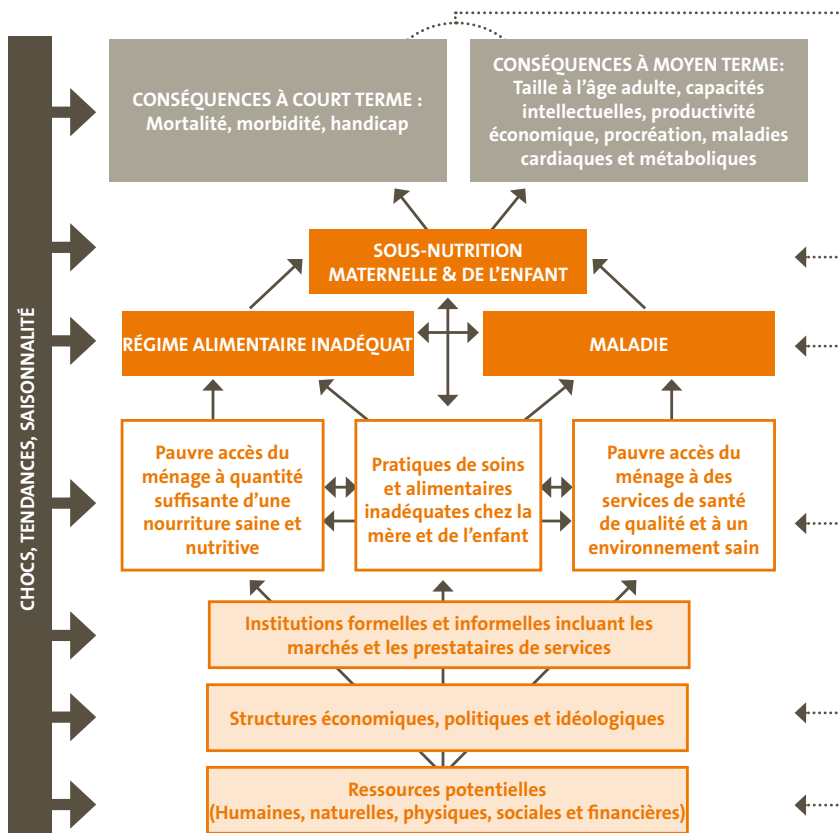 CONSÉQUENCES À COURT TERME :
Mortalité, morbidité, handicap
CONSÉQUENCES À MOYEN TERME:
Taille à l'âge adulte, capacités
intellectuelles, productivité
économique, procréation, maladies
cardiaques et métaboliques
CHOCS, TENDANCES, SAISONNALITÉ
SOUS-NUTRITION
MATERNELLE & DE L'ENFANT
RÉGIME ALIMENTAIRE INADÉQUAT
MALADIE
Pauvre accès du
ménage à quantité
suffisante d'une
nourriture saine et
nutritive
Pratiques de soins
et alimentaires
inadéquates chez la
mère et de l'enfant
Pauvre accès du
ménage à des
services de santé
de qualité et à un
environnement sain
Institutions formelles et informelles incluant les
marchés et les prestataires de services
Structures économiques, politiques et idéologiques
Ressources potentielles
(Humaines, naturelles, physiques, sociales et financières)